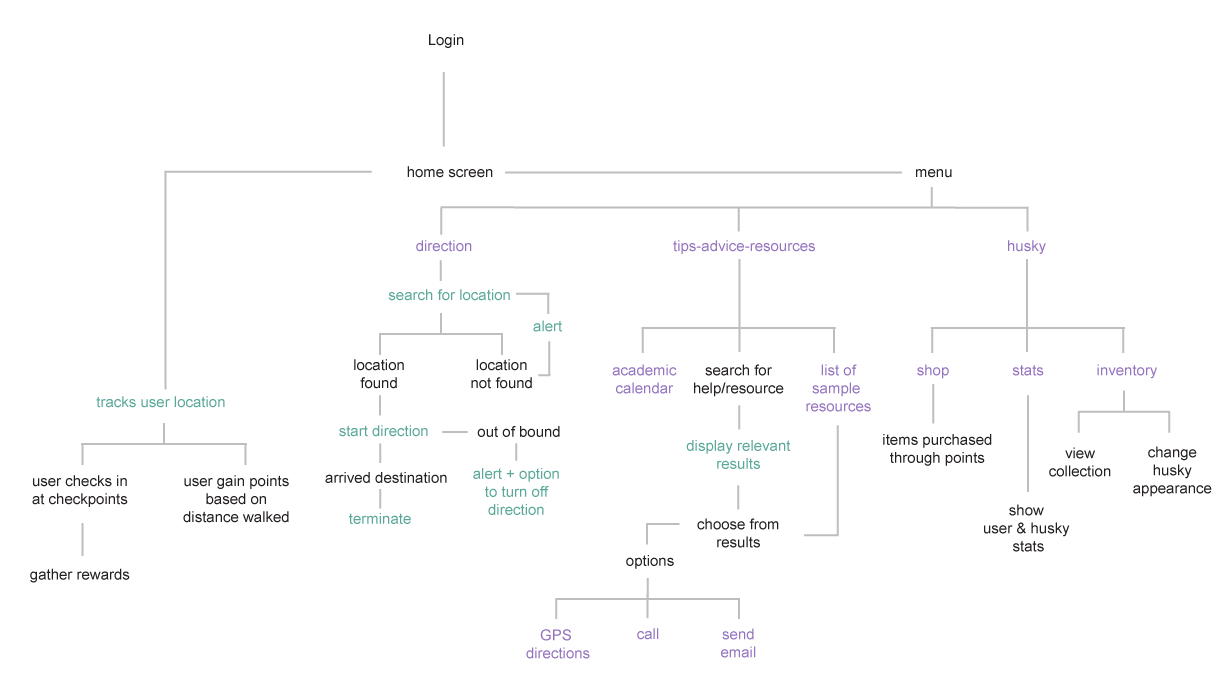 Login
home screen
menu
direction
tips-advice-resources
husky
search for location
alert
location
found
location
not found
academic
calendar
search for
help/resource
list of
sample
resources
shop
stats
inventory
tracks user location
start direction
out of bound
display relevant
results
items purchased
through points
view
collection
change
husky
appearance
user checks in
at checkpoints
user gain points
based on
distance walked
arrived destination
alert + option
to turn off
direction
terminate
choose from
results
show
user & husky
stats
options
gather rewards
GPS
directions
call
send
email